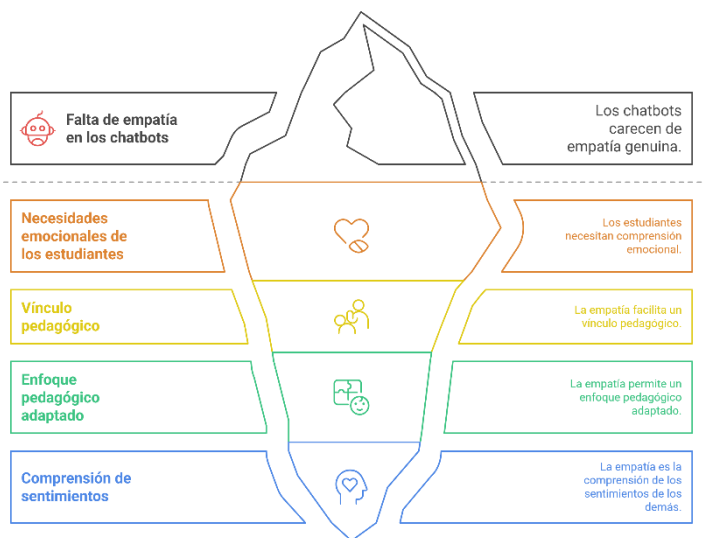 Falta de empatía
en los chatbots
Los chatbots
carecen de
empatía genuina.
Necesidades
emocionales de
los estudiantes
Los estudiantes
necesitan comprensión
emocional.
Vínculo
pedagógico
La empatía facilita un
vínculo pedagógico.
Enfoque
pedagógico
adaptado
La empatía permite un
enfoque pedagógico
adaptado.
Comprensión de
sentimientos
La empatía es la
comprensión de los
sentimientos de los
demás.